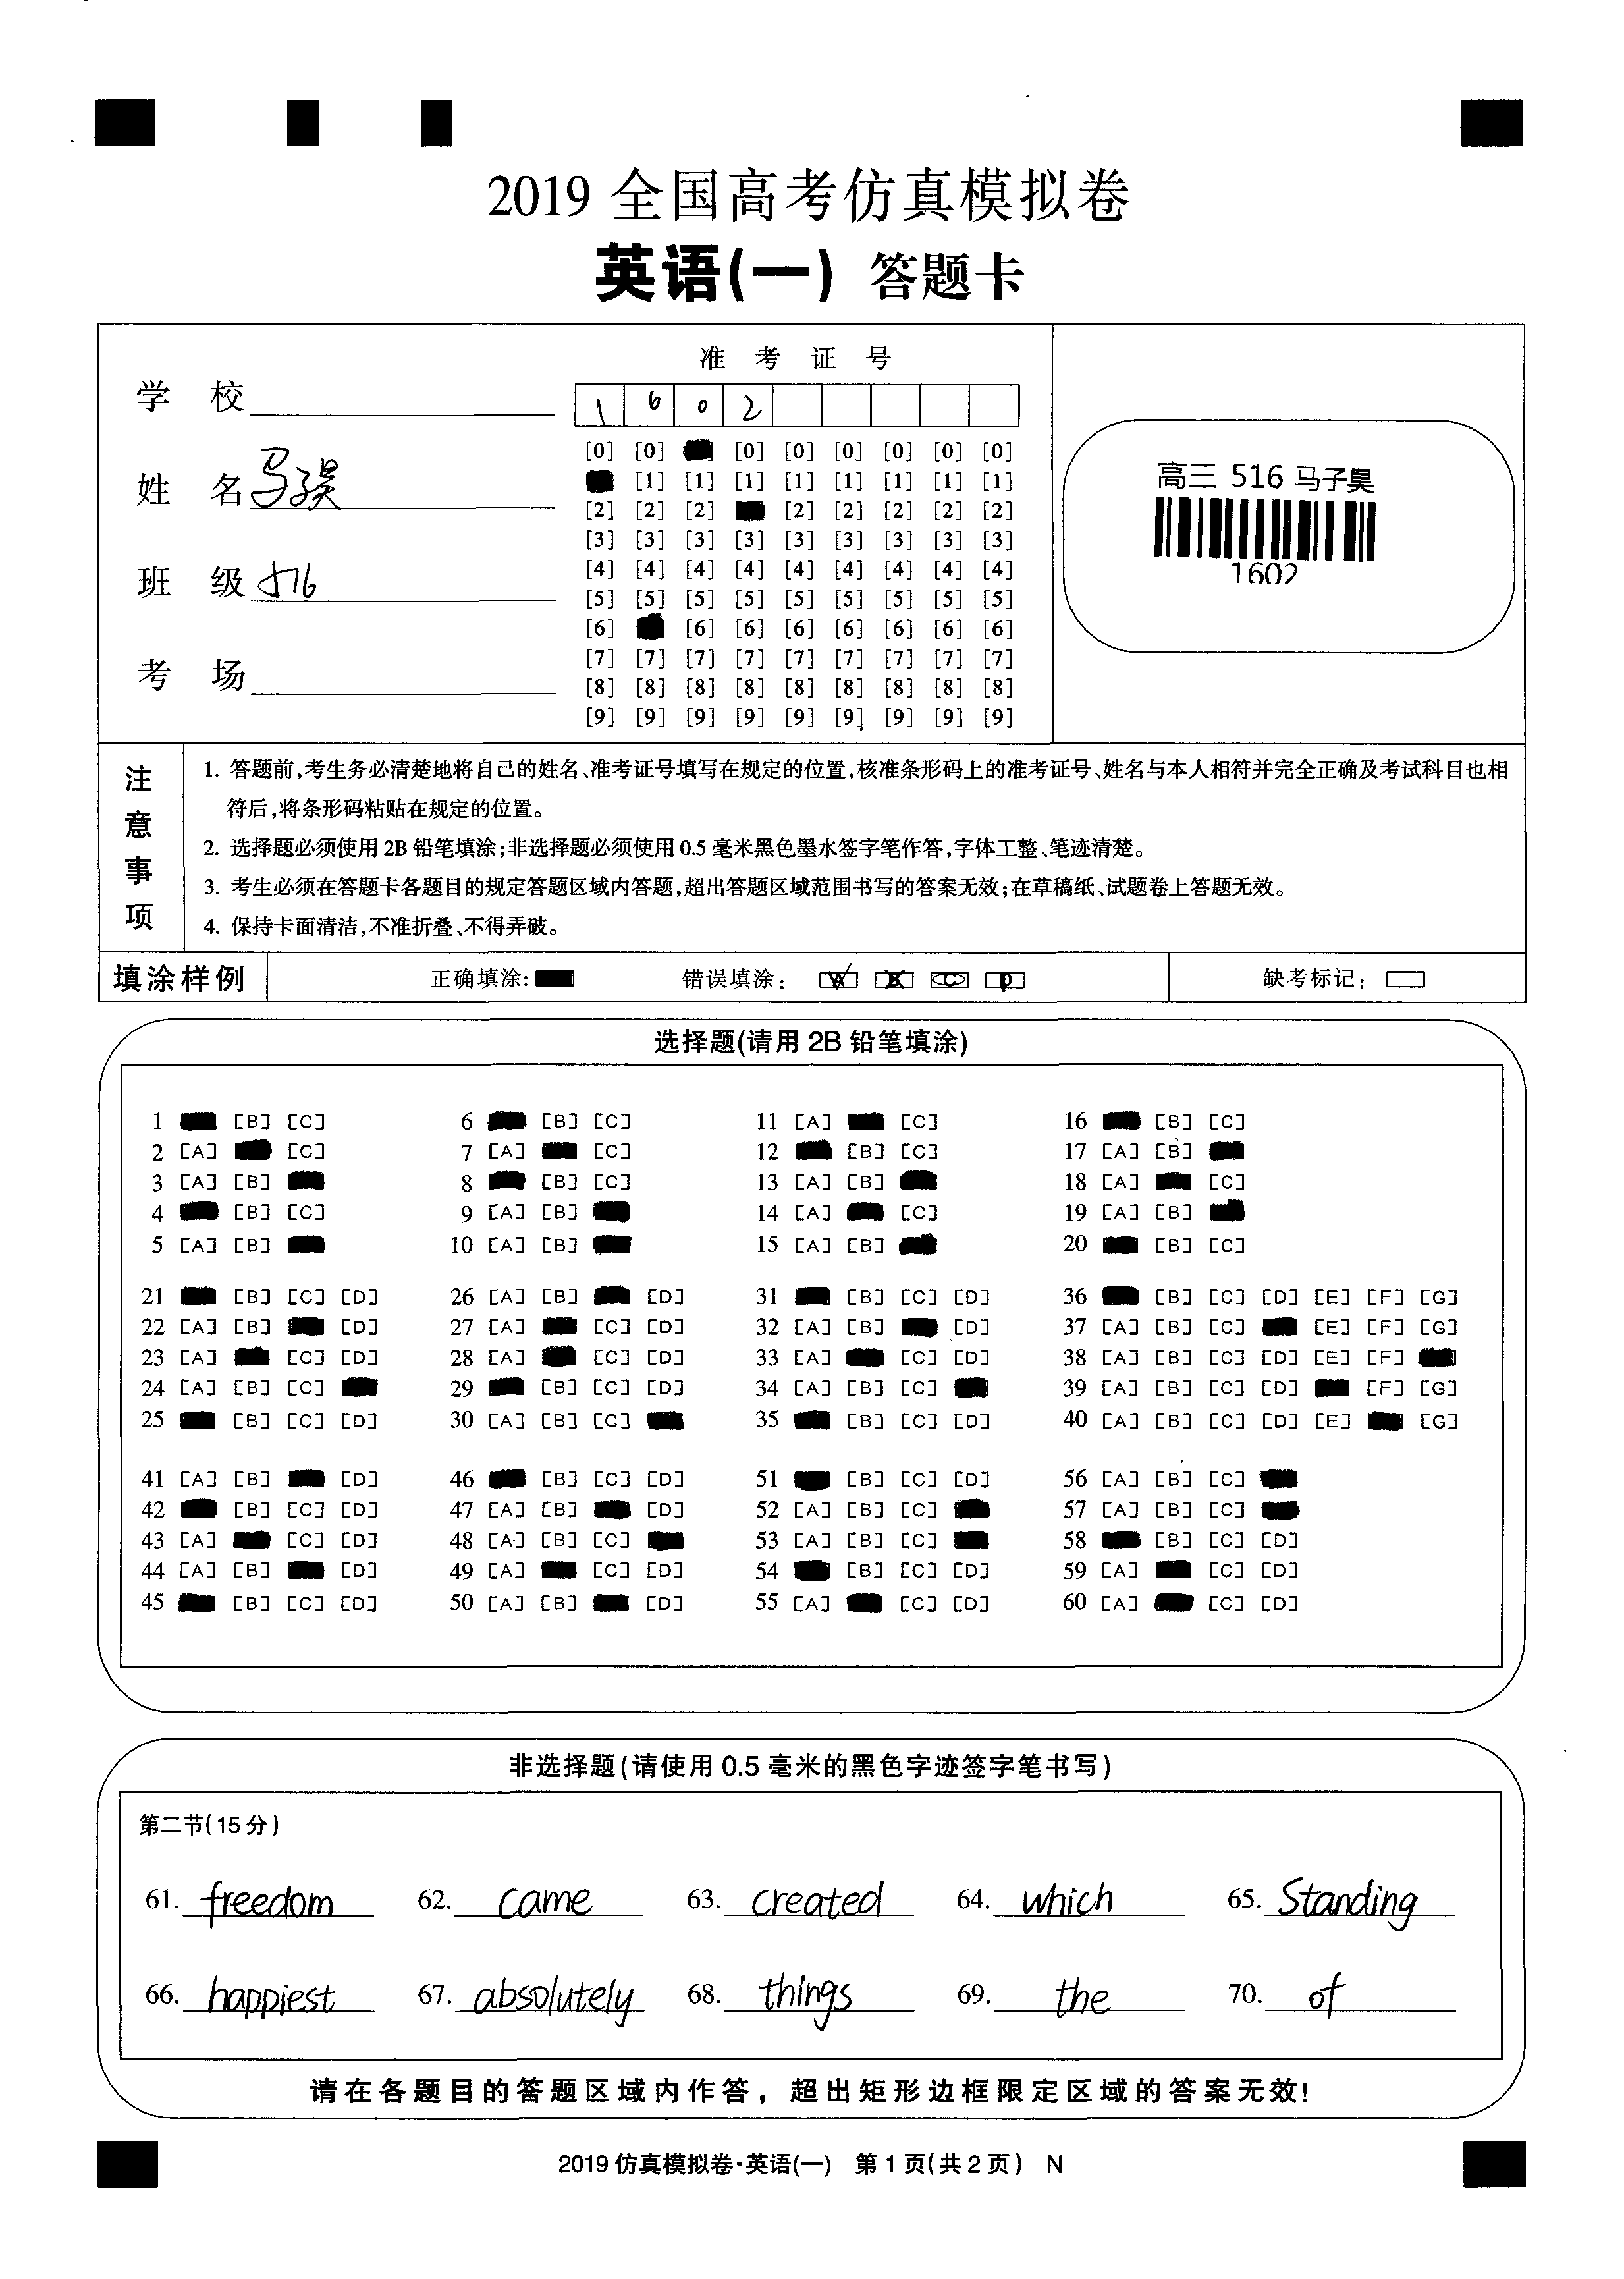 2019 全国高考仿真模拟卷
英语(一) 答题卡
准 考 证 号
学 校
1 6 0 2
姓 名 马子昊
班 级 516
考 场
[0] [0] [0] [0] [0] [0] [0] [0]
[1] [1] [1] [1] [1] [1] [1] [1]
[2] [2] [2] [2] [2] [2] [2] [2]
[3] [3] [3] [3] [3] [3] [3] [3] [3]
[4] [4] [4] [4] [4] [4] [4] [4] [4]
[5] [5] [5] [5] [5] [5] [5] [5] [5]
[6] [6] [6] [6] [6] [6] [6] [6]
[7] [7] [7] [7] [7] [7] [7] [7] [7]
[8] [8] [8] [8] [8] [8] [8] [8] [8]
[9] [9] [9] [9] [9] [9] [9] [9] [9]
高三 516 马子昊
1602
注意事项
1. 答题前,考生务必清楚地将自己的姓名、准考证号填写在规定的位置,核准条形码上的准考证号、姓名与本人相符并完全正确及考试科目也相
符后,将条形码粘贴在规定的位置。
2. 选择题必须使用 2B 铅笔填涂;非选择题必须使用 0.5 毫米黑色墨水签字笔作答,字体工整、笔迹清楚。
3. 考生必须在答题卡各题目的规定答题区域内答题,超出答题区域范围书写的答案无效;在草稿纸、试题卷上答题无效。
4. 保持卡面清洁,不准折叠、不得弄破。
填涂样例 正确填涂: 错误填涂: A B C D 缺考标记:
选择题(请用 2B 铅笔填涂)
1 [B] [C] 6 [B] [C] 11 [A] [C] 16 [B] [C]
2 [A] [C] 7 [A] [C] 12 [B] [C] 17 [A] [B]
3 [A] [B] 8 [B] [C] 13 [A] [B] 18 [A] [C]
4 [B] [C] 9 [A] [B] 14 [A] [C] 19 [A] [B]
5 [A] [B] 10 [A] [B] 15 [A] [B] 20 [B] [C]
21 [B] [C] [D] 26 [A] [B] [D] 31 [B] [C] [D] 36 [B] [C] [D] [E] [F] [G]
22 [A] [B] [D] 27 [A] [C] [D] 32 [A] [B] [D] 37 [A] [B] [C] [E] [F] [G]
23 [A] [C] [D] 28 [A] [C] [D] 33 [A] [C] [D] 38 [A] [B] [C] [D] [E] [F]
24 [A] [B] [C] 29 [B] [C] [D] 34 [A] [B] [C] 39 [A] [B] [C] [D] [F] [G]
25 [B] [C] [D] 30 [A] [B] [C] 35 [B] [C] [D] 40 [A] [B] [C] [D] [E] [G]
41 [A] [B] [D] 46 [B] [C] [D] 51 [B] [C] [D] 56 [A] [B] [C]
42 [B] [C] [D] 47 [A] [B] [D] 52 [A] [B] [C] 57 [A] [B] [C]
43 [A] [C] [D] 48 [A] [B] [C] 53 [A] [B] [C] 58 [B] [C] [D]
44 [A] [B] [D] 49 [A] [C] [D] 54 [B] [C] [D] 59 [A] [C] [D]
45 [B] [C] [D] 50 [A] [B] [D] 55 [A] [C] [D] 60 [A] [C] [D]
非选择题(请使用 0.5 毫米的黑色字迹签字笔书写)
第二节(15 分)
61. freedom 62. came 63. created 64. which 65. Standing
66. happiest 67. absolutely 68. things 69. the 70. of
请在各题目的答题区域内作答，超出矩形边框限定区域的答案无效!
2019 仿真模拟卷·英语(一) 第 1 页(共 2 页) N